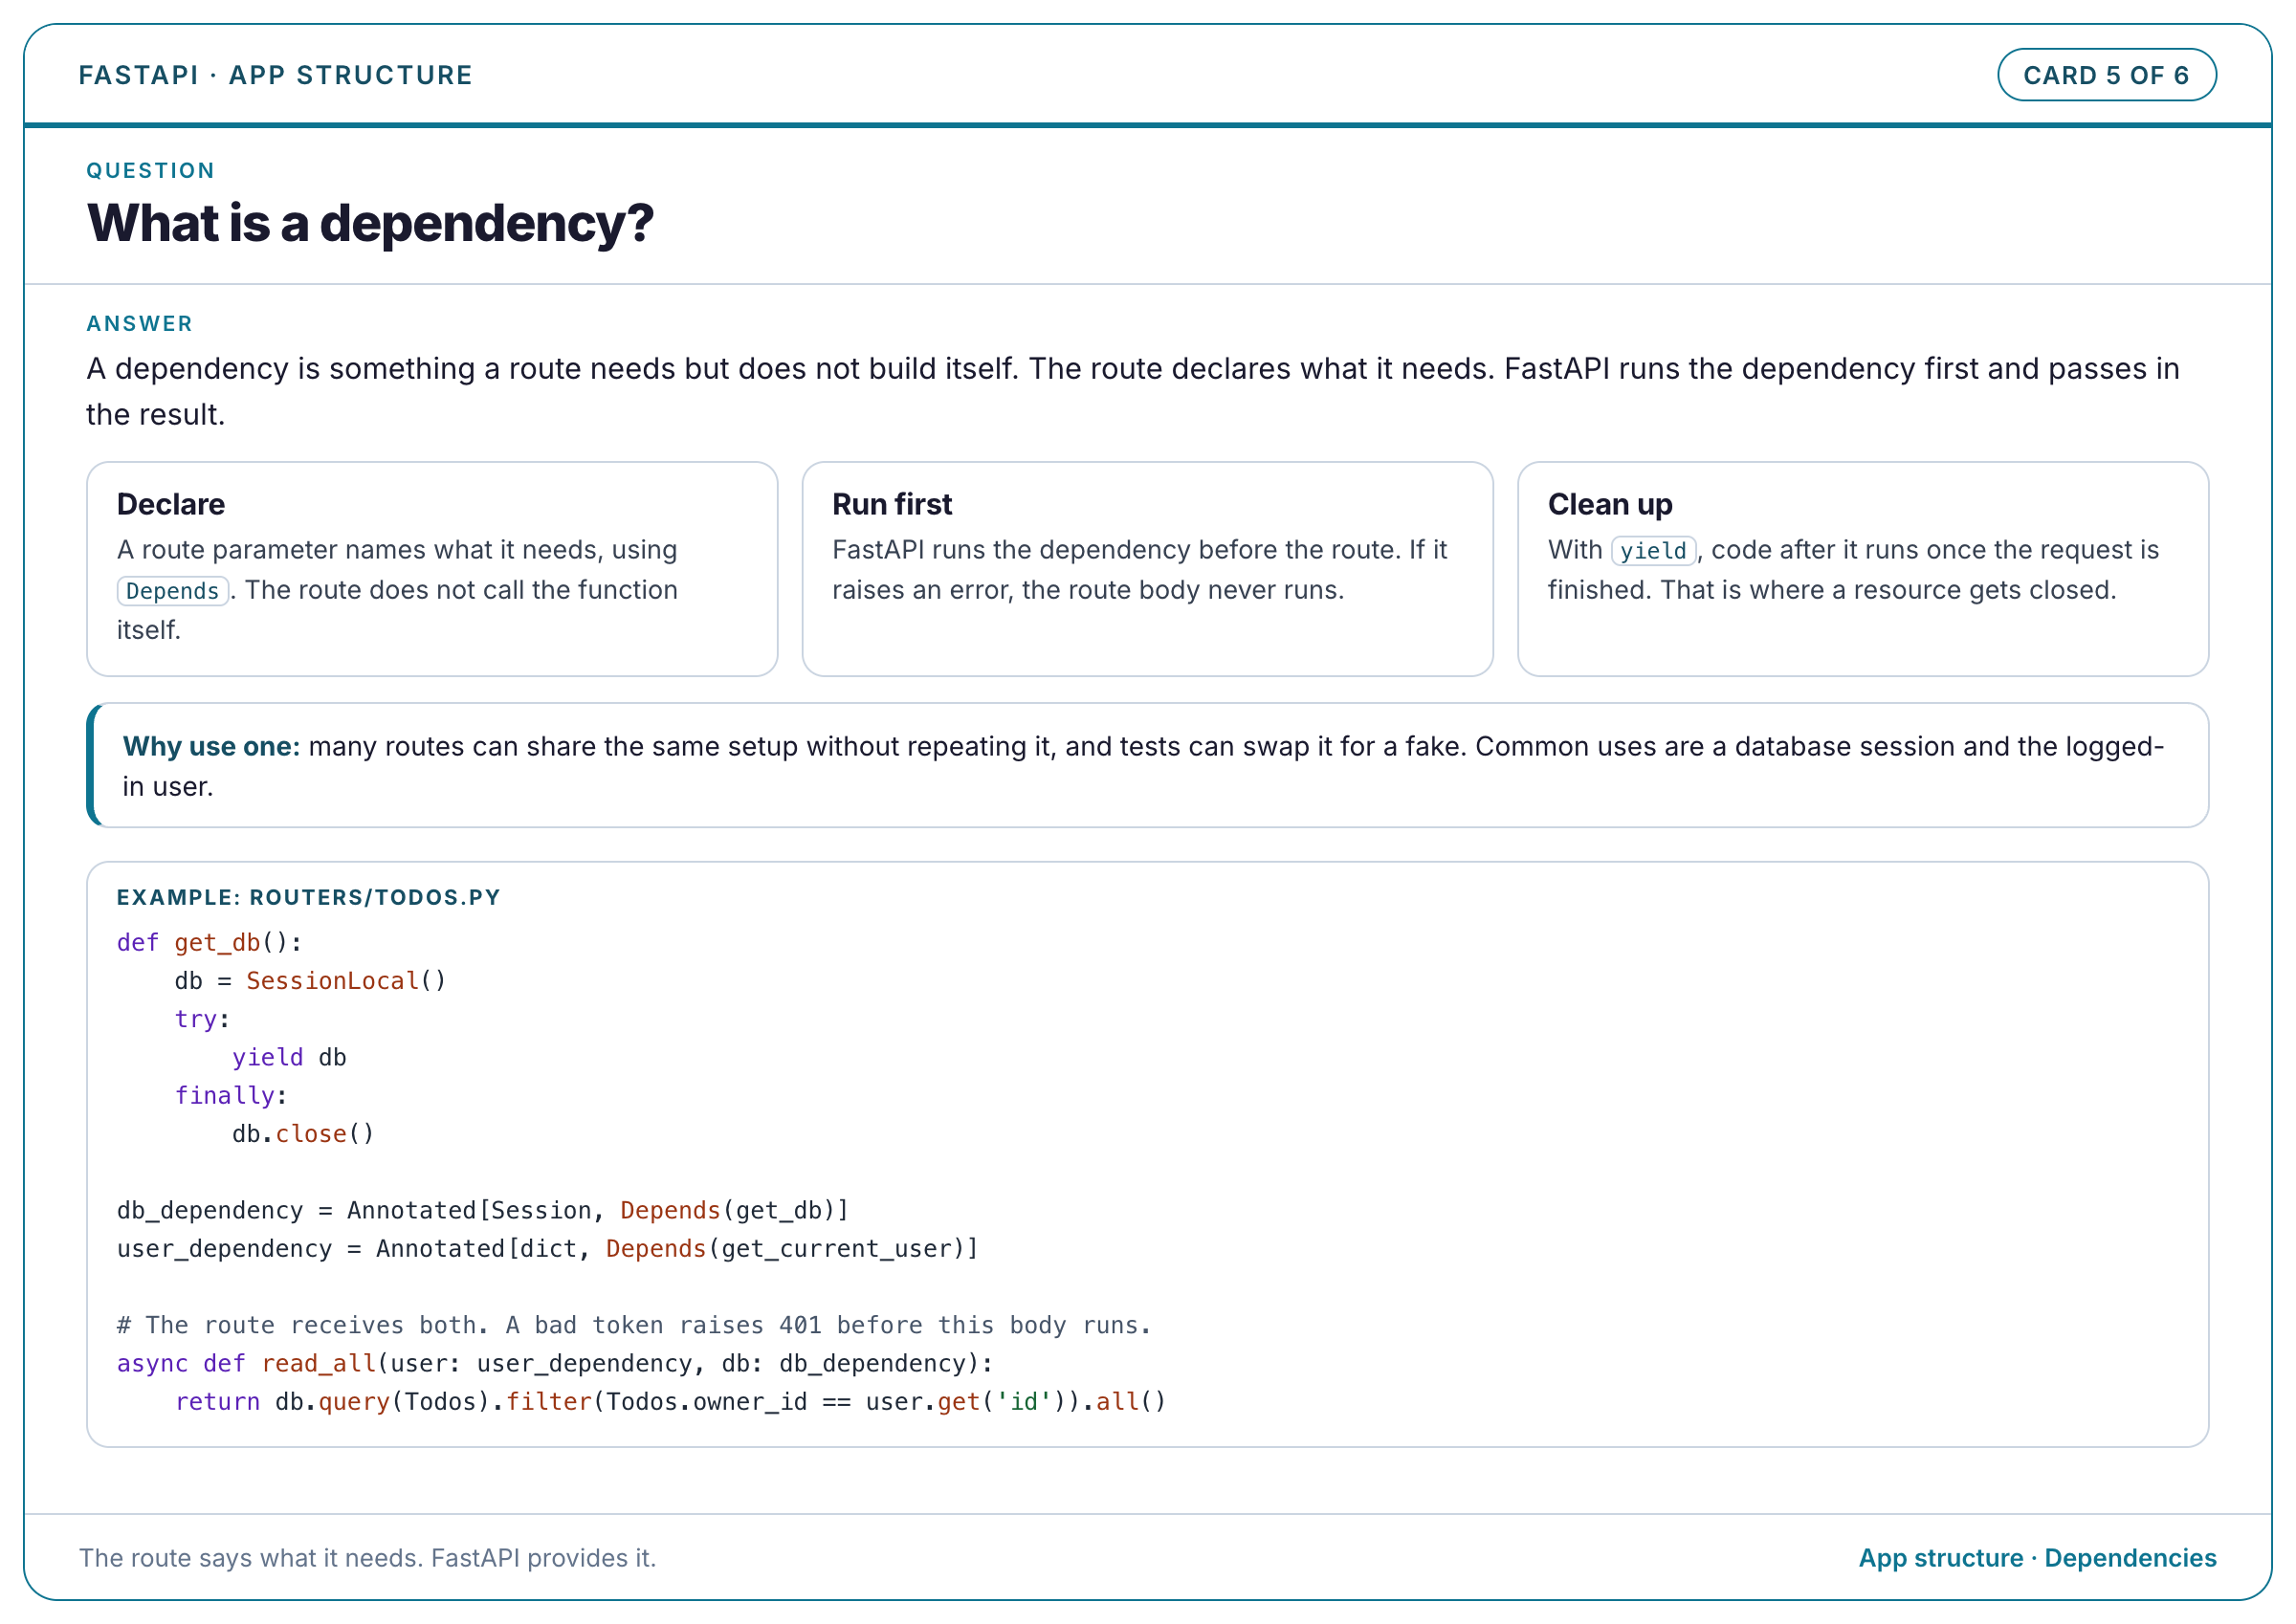 FASTAPI · APP STRUCTURE
CARD 5 OF 6
QUESTION
What is a dependency?
ANSWER
A dependency is something a route needs but does not build itself. The route declares what it needs. FastAPI runs the dependency first and passes in
the result.
Declare
A route parameter names what it needs, using
Depends. The route does not call the function
itself.
Run first
FastAPI runs the dependency before the route. If it
raises an error, the route body never runs.
Clean up
With yield, code after it runs once the request is
finished. That is where a resource gets closed.
Why use one: many routes can share the same setup without repeating it, and tests can swap it for a fake. Common uses are a database session and the logged-
in user.
EXAMPLE: ROUTERS/TODOS.PY
def get_db():
    db = SessionLocal()
    try:
        yield db
    finally:
        db.close()
db_dependency = Annotated[Session, Depends(get_db)]
user_dependency = Annotated[dict, Depends(get_current_user)]
# The route receives both. A bad token raises 401 before this body runs.
async def read_all(user: user_dependency, db: db_dependency):
    return db.query(Todos).filter(Todos.owner_id == user.get('id')).all()
The route says what it needs. FastAPI provides it.
App structure · Dependencies